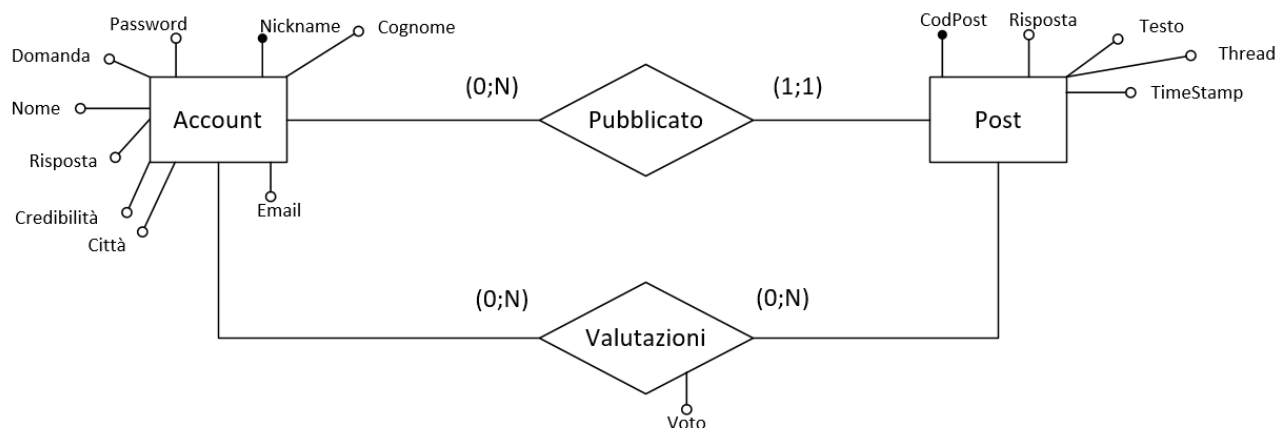 Password
Nickname
Cognome
CodPost
Risposta
Testo
Domanda
Thread
(0;N)
(1;1)
TimeStamp
Nome
Account
Pubblicato
Post
Risposta
Credibilità
Email
Città
(0;N)
(0;N)
Valutazioni
Voto